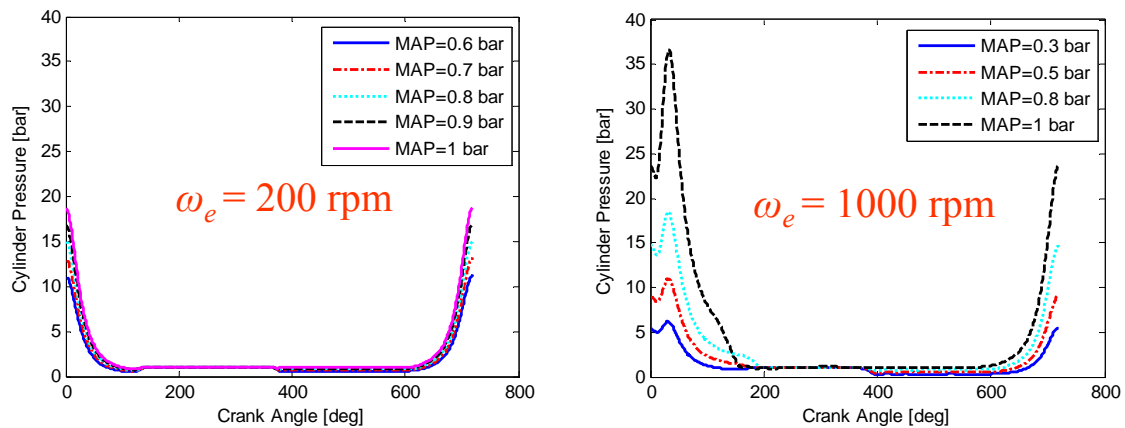 40
35
30
25
20
15
10
5
0
Cylinder Pressure [bar]
MAP=0.6 bar
MAP=0.7 bar
MAP=0.8 bar
MAP=0.9 bar
MAP=1 bar
ωe = 200 rpm
0 200 400 600 800
Crank Angle [deg]
40
35
30
25
20
15
10
5
0
Cylinder Pressure [bar]
MAP=0.3 bar
MAP=0.5 bar
MAP=0.8 bar
MAP=1 bar
ωe = 1000 rpm
0 200 400 600 800
Crank Angle [deg]